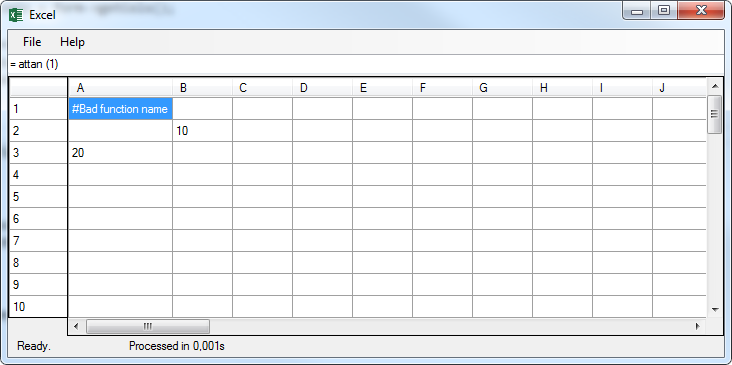 Excel
File Help
= attan (1)
A B C D E F G H I J
1 #Bad function name
2 10
3 20
4
5
6
7
8
9
10
Ready. Processed in 0,001s